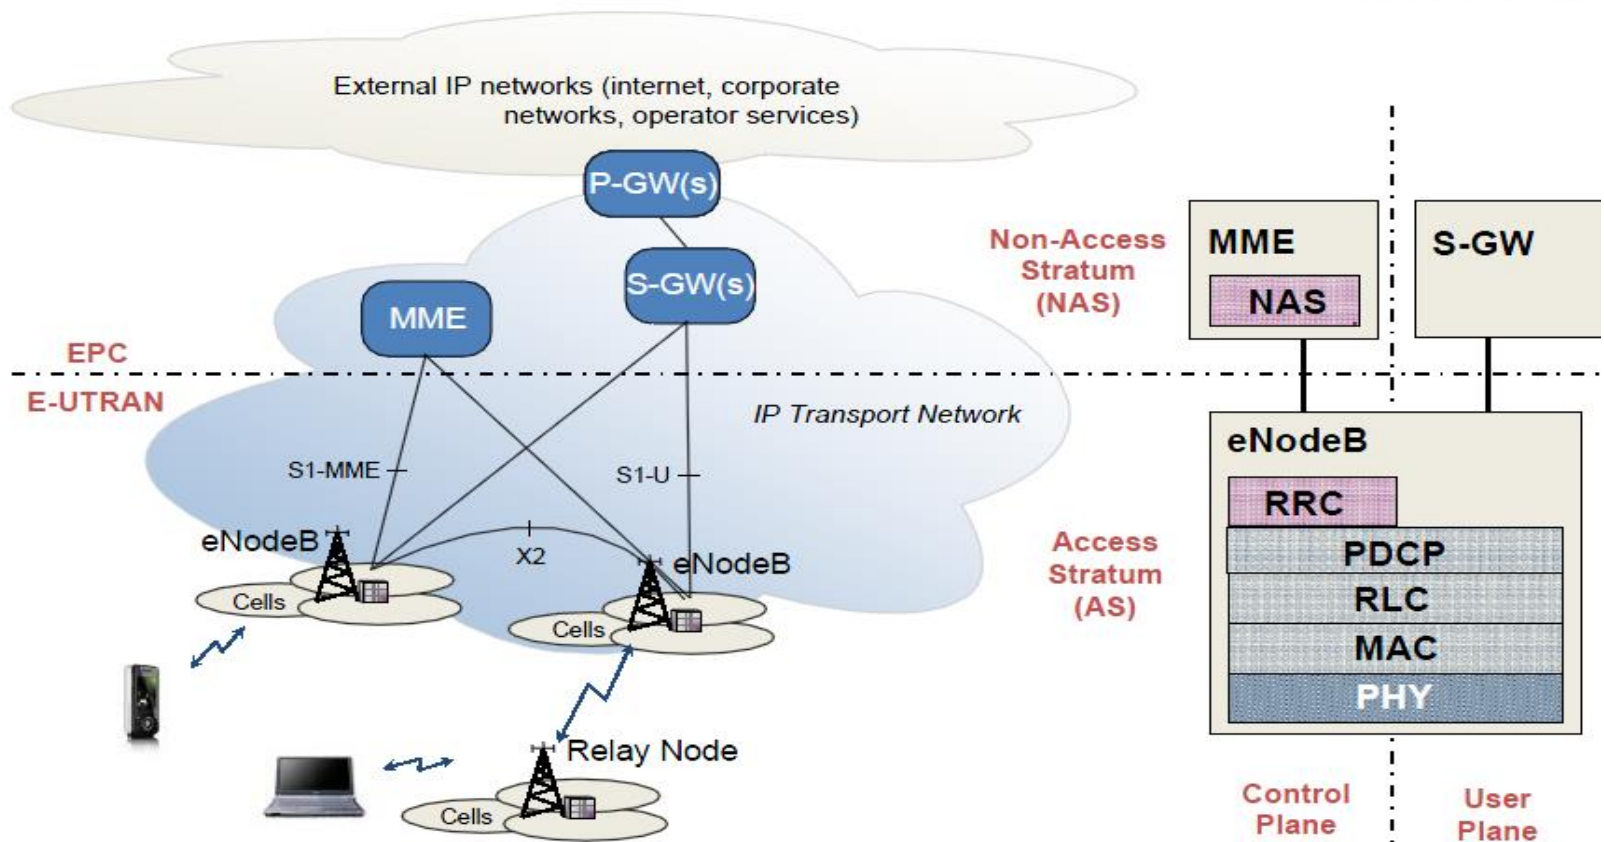 External IP networks (internet, corporate
networks, operator services)
P-GW(s)
S-GW(s)
MME
EPC
E-UTRAN
IP Transport Network
S1-MME
S1-U
X2
eNodeB
Cells
eNodeB
Cells
Relay Node
Cells
Non-Access
Stratum
(NAS)
MME
NAS
S-GW
Access
Stratum
(AS)
eNodeB
RRC
PDCP
RLC
MAC
PHY
Control
Plane
User
Plane